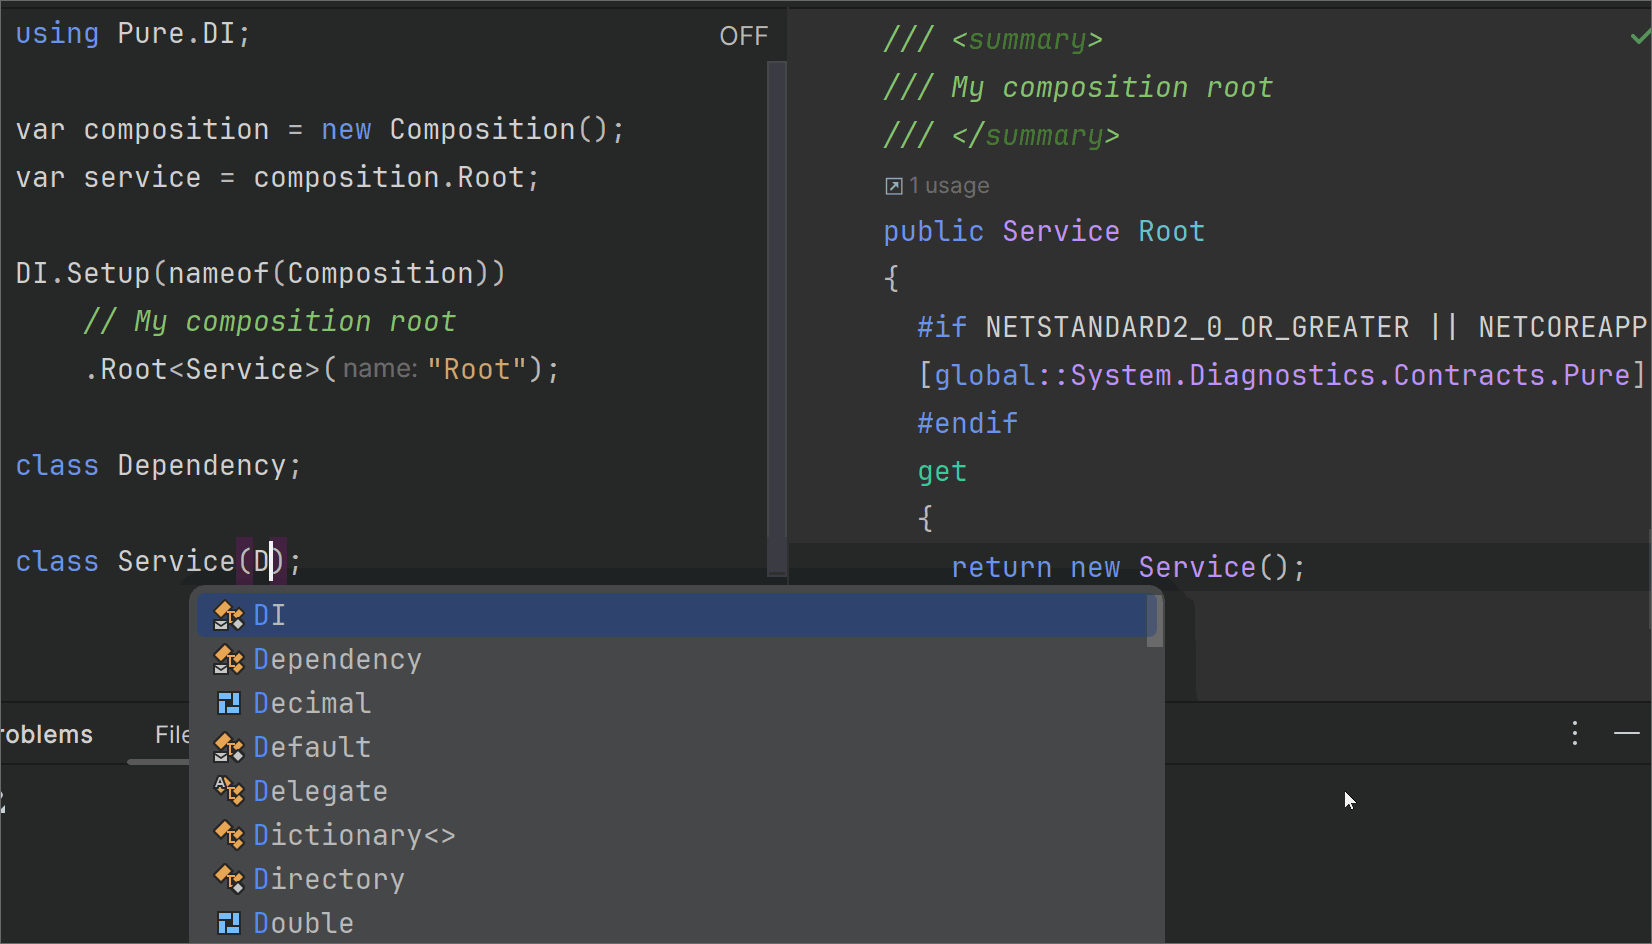 using Pure.DI;
OFF
var composition = new Composition();
var service = composition.Root;
DI.Setup(nameof(Composition))
// My composition root
.Root<Service>( name: "Root");
class Dependency;
class Service(D);
DI
Dependency
Decimal
Default
Delegate
Dictionary<>
Directory
Double
/// <summary>
/// My composition root
/// </summary>
1 usage
public Service Root
{
#if NETSTANDARD2_0_OR_GREATER || NETCOREAPP
[global::System.Diagnostics.Contracts.Pure]
#endif
get
{
return new Service();
roblems
File